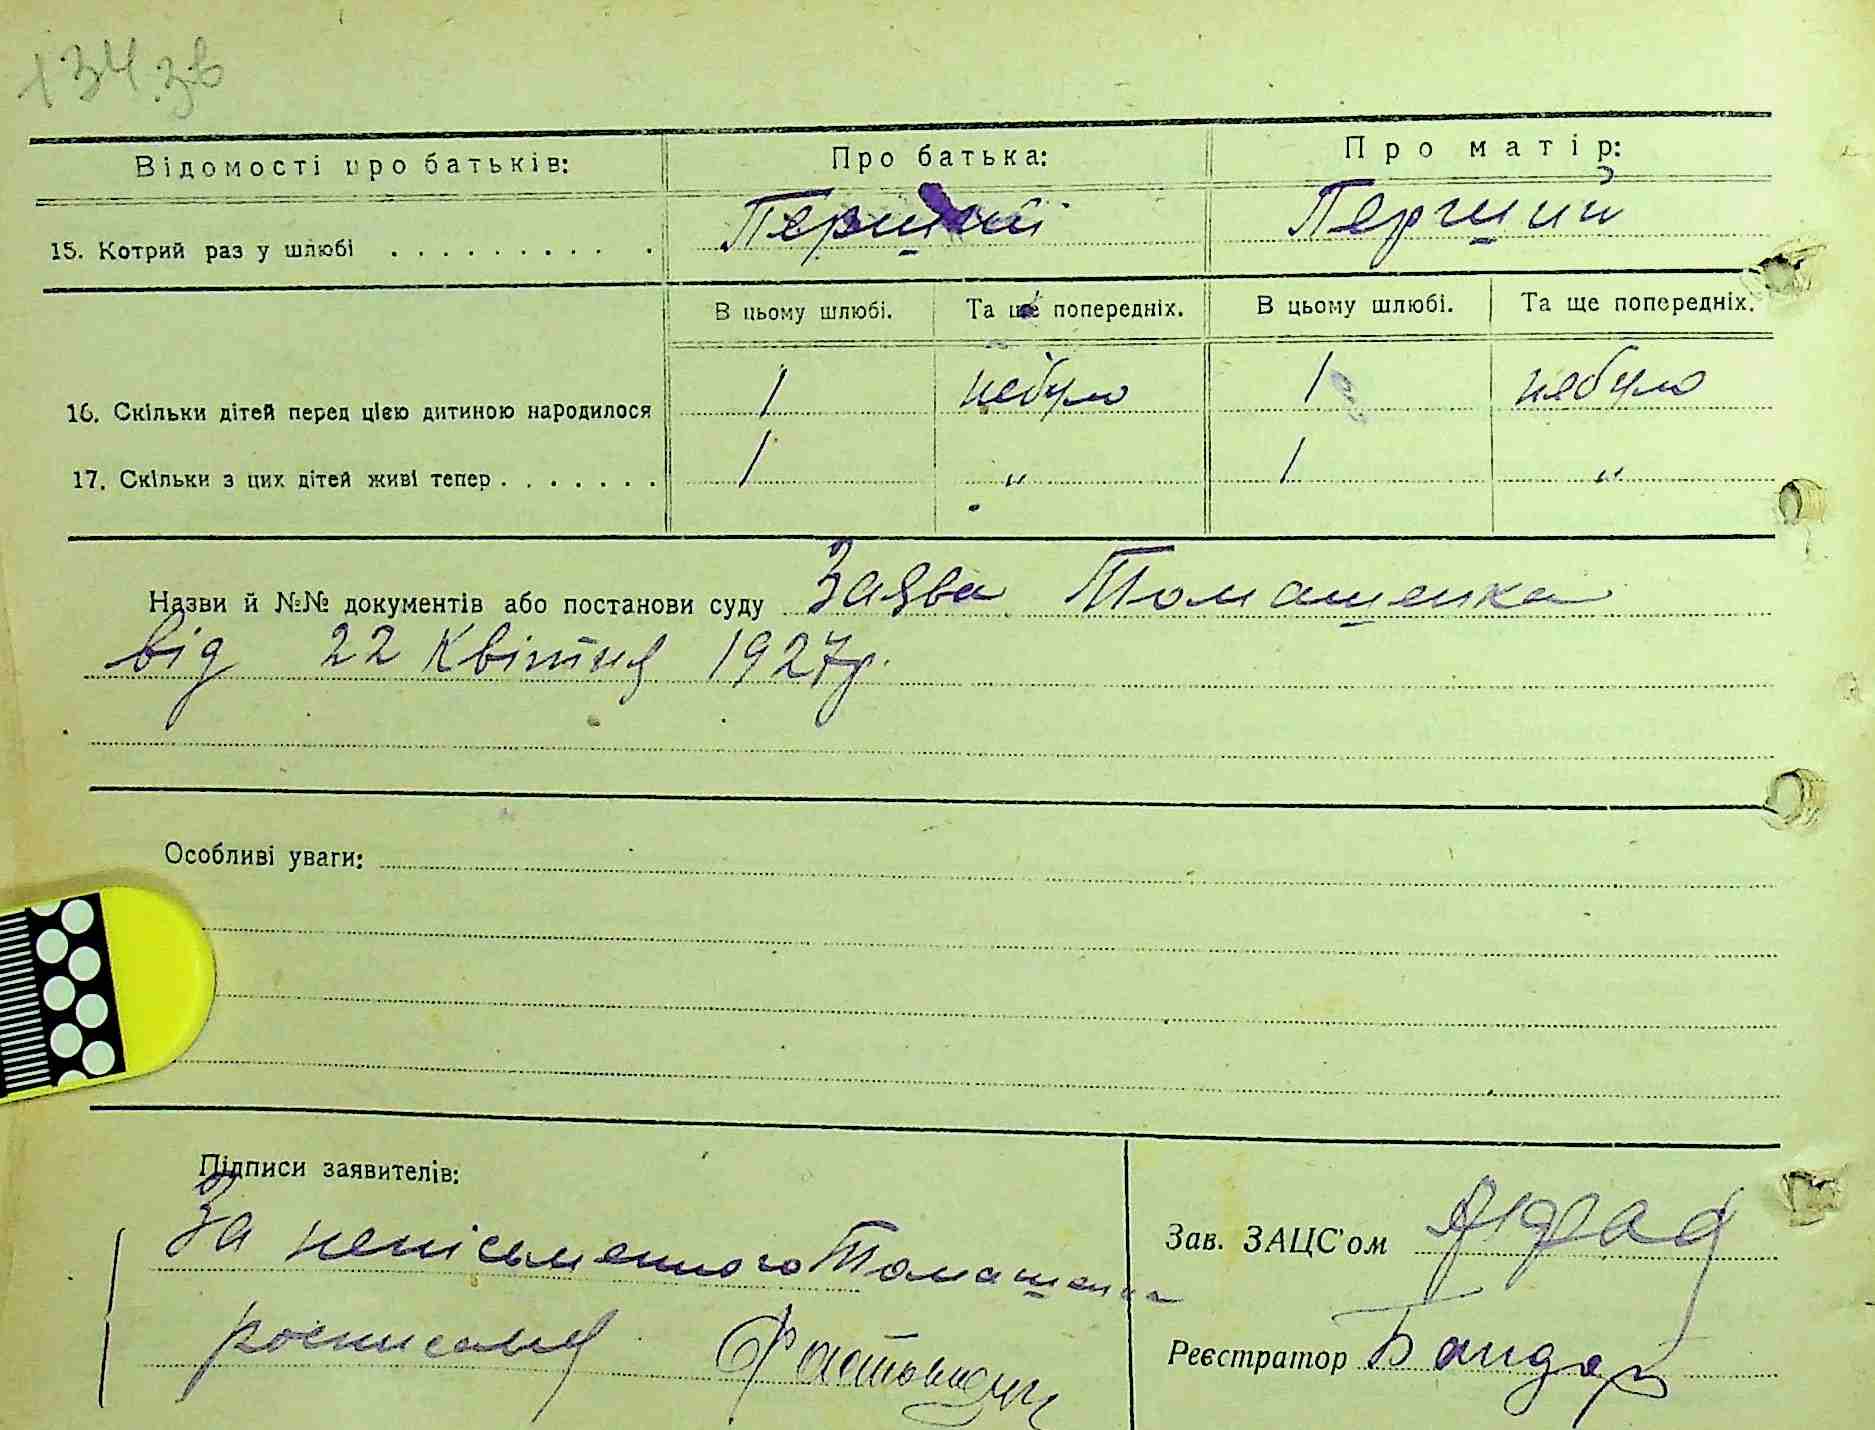 134 зв
Відомості про батьків: Про батька: Про матір:
15. Котрий раз у шлюбі . . . . . . . . . . Перший Перший
В цьому шлюбі. Та ще попередніх. В цьому шлюбі. Та ще попередніх.
16. Скільки дітей перед цією дитиною народилося 1 небуло 1 небуло
17. Скільки з цих дітей живі тепер . . . . . . . 1 " 1 "
Назви й №№ документів або постанови суду Заява Томашенка
від 22 Квітня 1927р.
Особливі уваги:
Підписи заявителів:
За непісьменного Томашенка
Зав. ЗАЦС'ом
росписався
Реєстратор